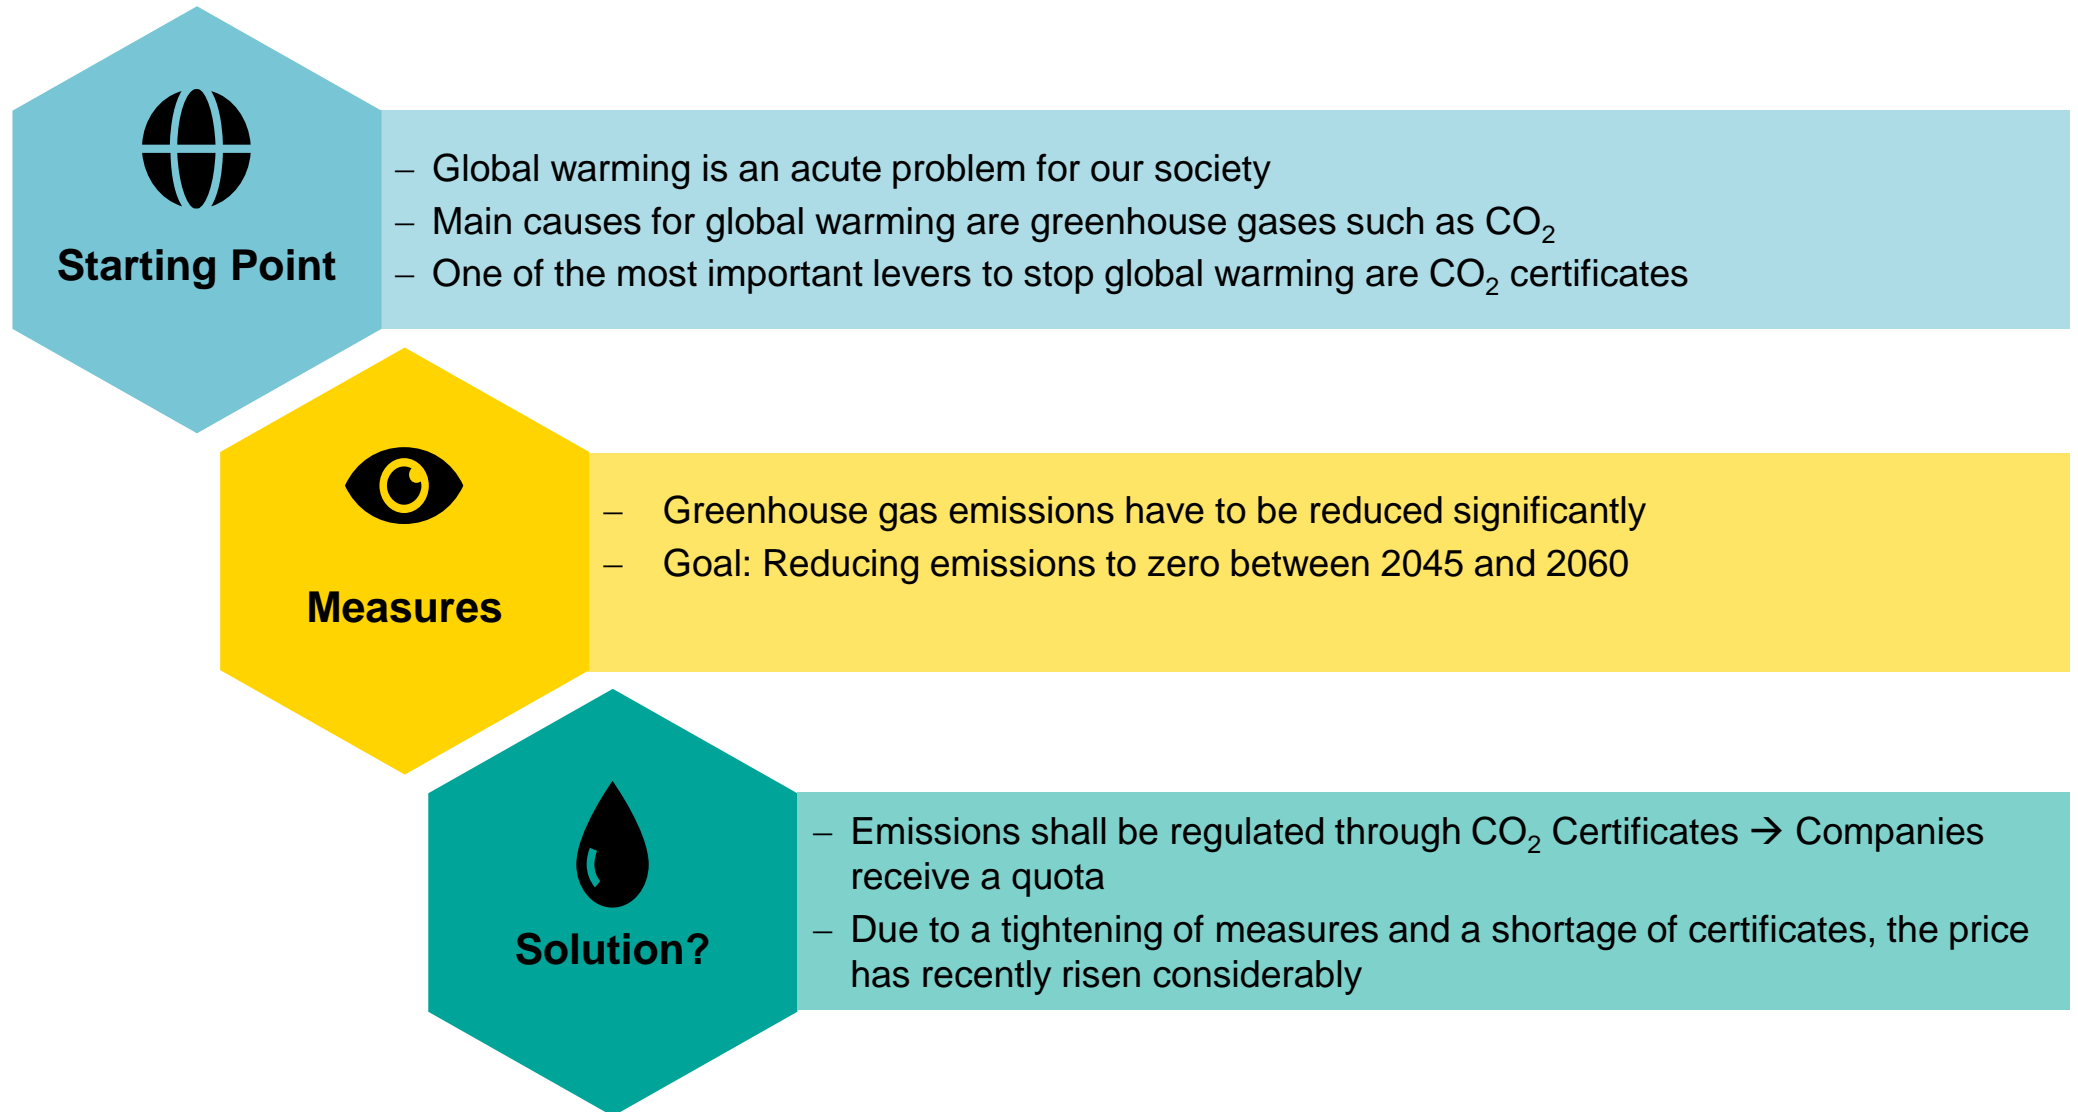 Starting Point
– Global warming is an acute problem for our society
– Main causes for global warming are greenhouse gases such as CO₂
– One of the most important levers to stop global warming are CO₂ certificates
Measures
– Greenhouse gas emissions have to be reduced significantly
– Goal: Reducing emissions to zero between 2045 and 2060
Solution?
– Emissions shall be regulated through CO₂ Certificates → Companies
receive a quota
– Due to a tightening of measures and a shortage of certificates, the price
has recently risen considerably